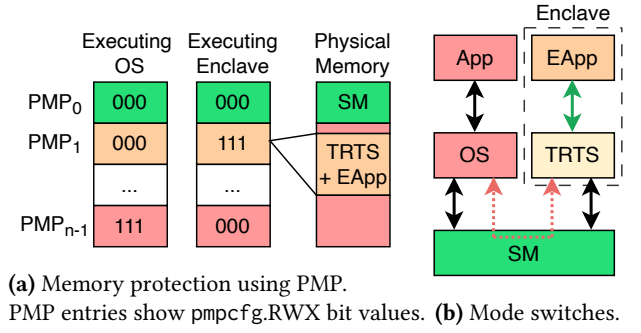 Executing OS
Executing Enclave
Physical Memory
PMP0 000 000 SM
PMP1 000 111 TRTS + EApp
... ...
PMPn-1 111 000
Enclave
App EApp
OS TRTS
SM
(a) Memory protection using PMP.
PMP entries show pmpcfg.RWX bit values. (b) Mode switches.